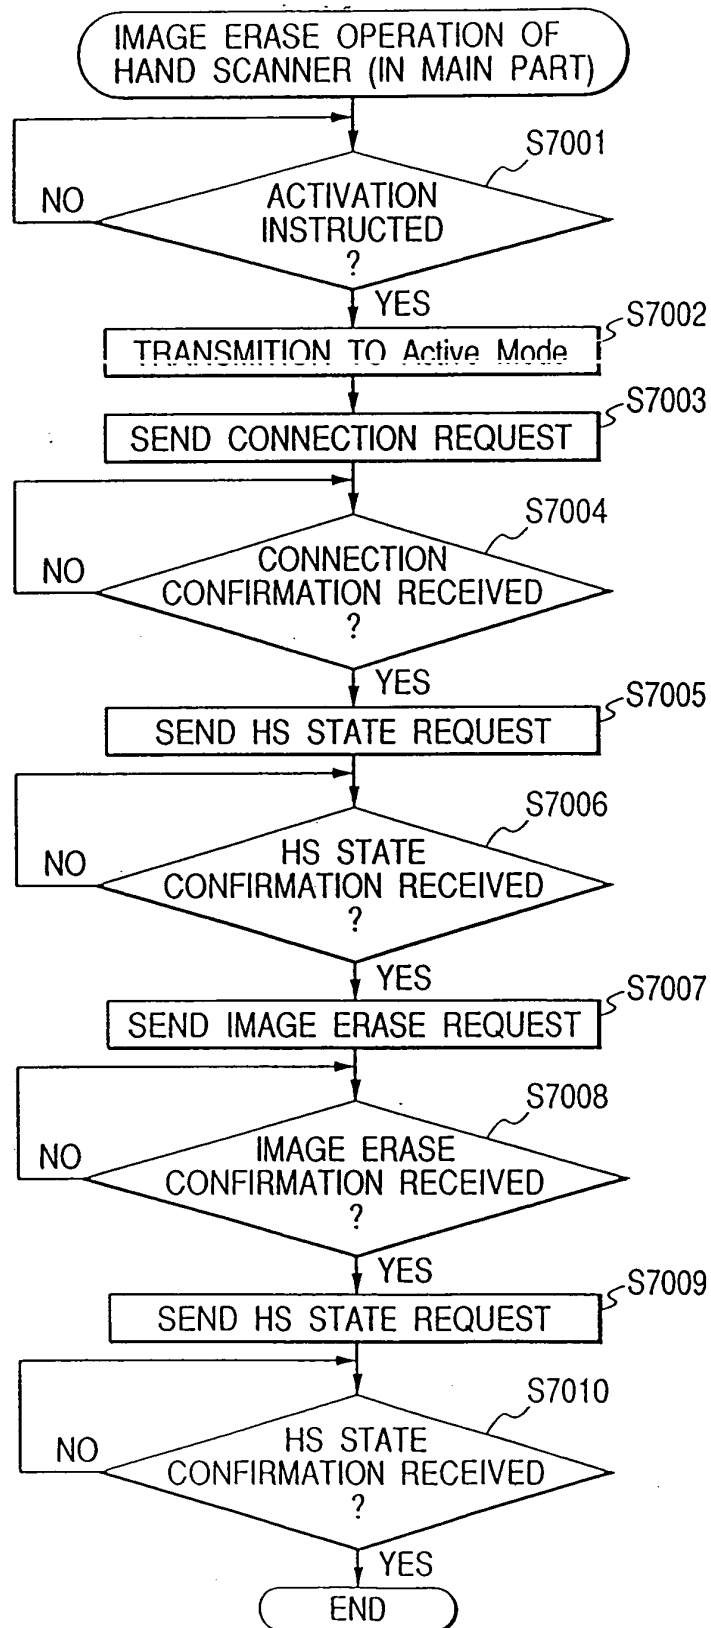 IMAGE ERASE OPERATION OF
HAND SCANNER (IN MAIN PART)
S7001
NO
ACTIVATION
INSTRUCTED
?
YES
S7002
TRANSMITION TO Active Mode
S7003
SEND CONNECTION REQUEST
S7004
NO
CONNECTION
CONFIRMATION RECEIVED
?
YES
S7005
SEND HS STATE REQUEST
S7006
NO
HS STATE
CONFIRMATION RECEIVED
?
YES
S7007
SEND IMAGE ERASE REQUEST
S7008
NO
IMAGE ERASE
CONFIRMATION RECEIVED
?
YES
S7009
SEND HS STATE REQUEST
S7010
NO
HS STATE
CONFIRMATION RECEIVED
?
YES
END